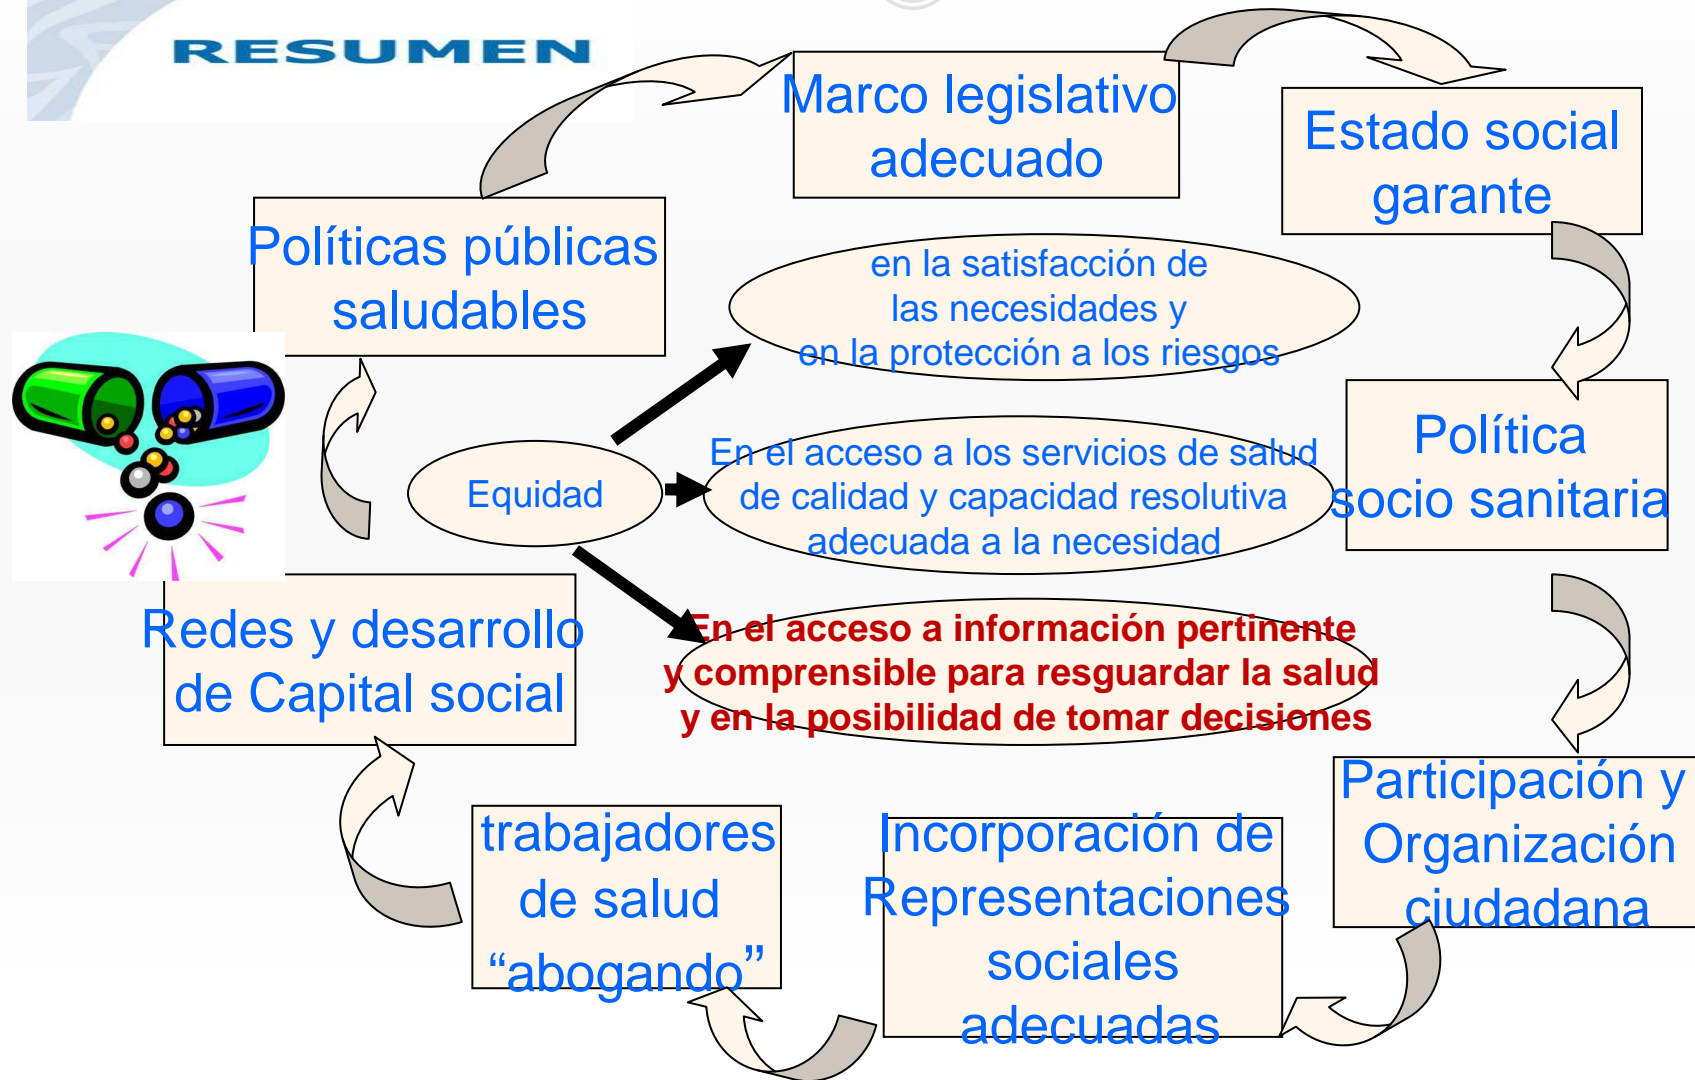 RESUMEN
Marco legislativo
adecuado
Estado social
garante
Políticas públicas
saludables
en la satisfacción de
las necesidades y
en la protección a los riesgos
Equidad
En el acceso a los servicios de salud
de calidad y capacidad resolutiva
adecuada a la necesidad
Política
socio sanitaria
Redes y desarrollo
de Capital social
En el acceso a información pertinente
y comprensible para resguardar la salud
y en la posibilidad de tomar decisiones
Participación y
Organización
ciudadana
Incorporación de
Representaciones
sociales
adecuadas
trabajadores
de salud
“abogando”